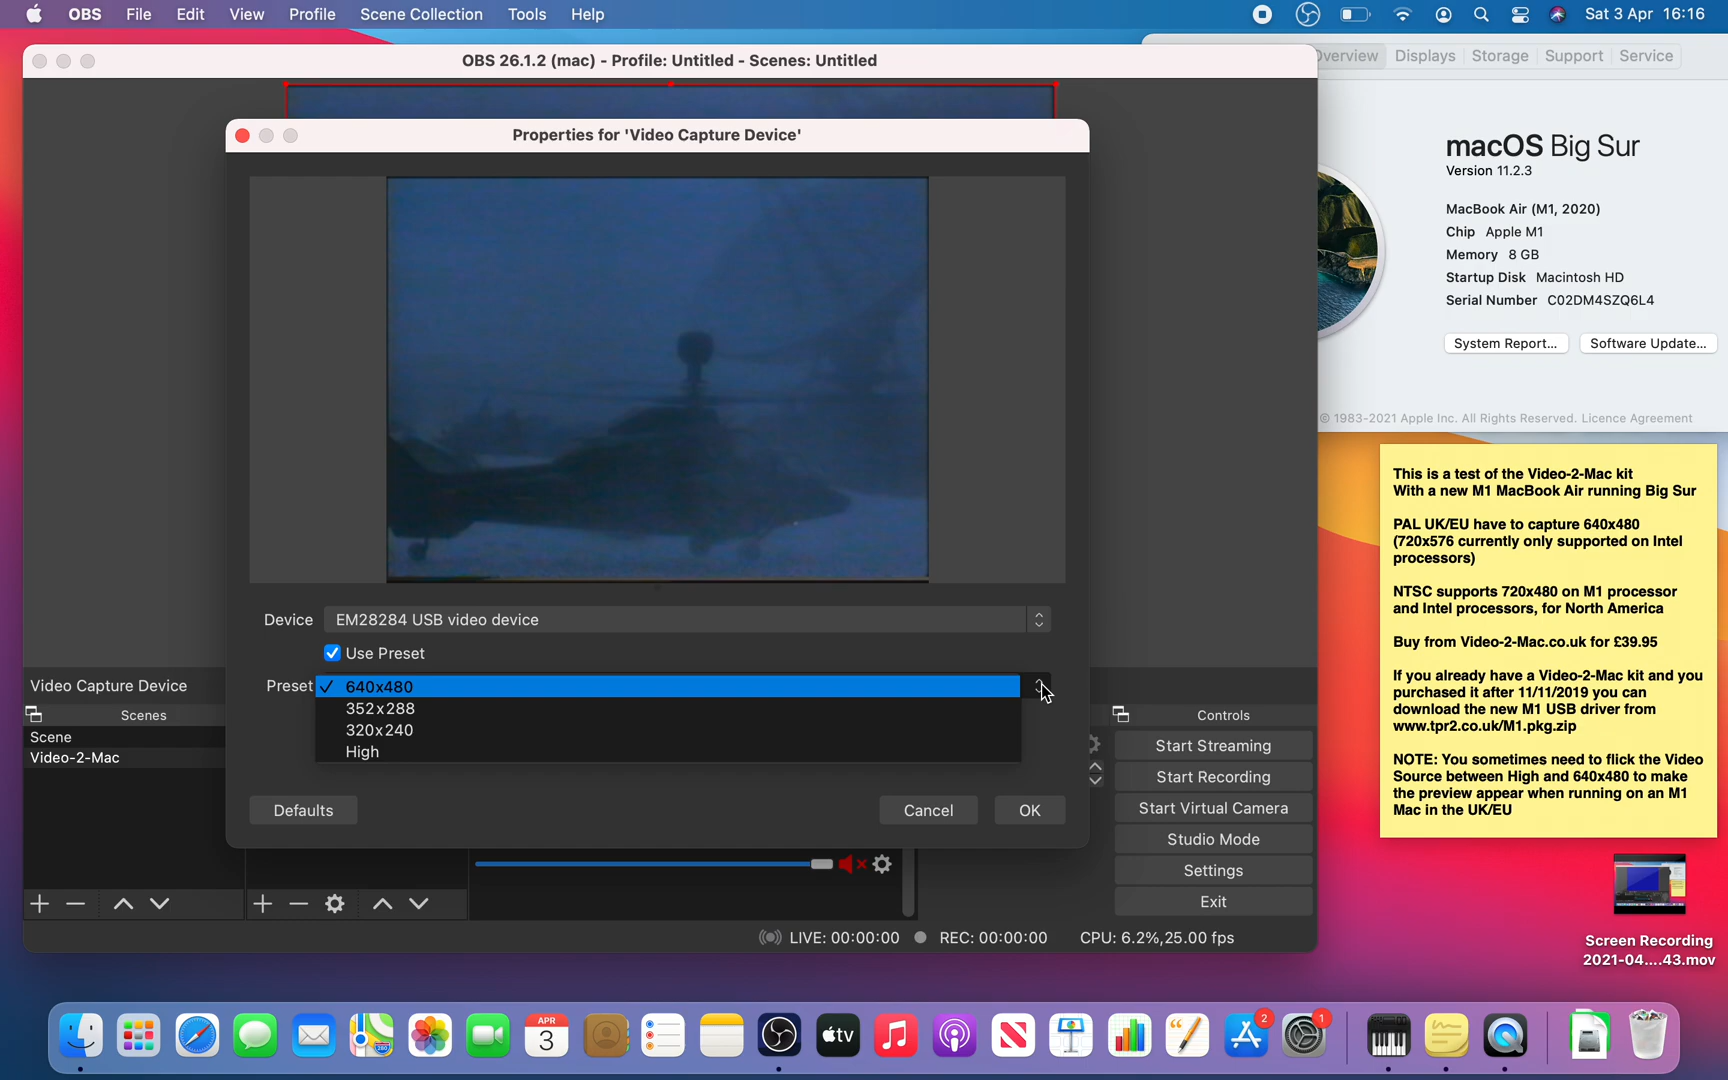 OBS File Edit View Profile Scene Collection Tools Help Sat 3 Apr 16:16
OBS 26.1.2 (mac) - Profile: Untitled - Scenes: Untitled
Overview Displays Storage Support Service
Properties for 'Video Capture Device'
macOS Big Sur
Version 11.2.3
MacBook Air (M1, 2020)
Chip Apple M1
Memory 8 GB
Startup Disk Macintosh HD
Serial Number C02DM4SZQ6L4
System Report... Software Update...
© 1983-2021 Apple Inc. All Rights Reserved. Licence Agreement
This is a test of the Video-2-Mac kit
With a new M1 MacBook Air running Big Sur
PAL UK/EU have to capture 640x480
(720x576 currently only supported on Intel
processors)
NTSC supports 720x480 on M1 processor
and Intel processors, for North America
Buy from Video-2-Mac.co.uk for £39.95
If you already have a Video-2-Mac kit and you
purchased it after 11/11/2019 you can
download the new M1 USB driver from
www.tpr2.co.uk/M1.pkg.zip
NOTE: You sometimes need to flick the Video
Source between High and 640x480 to make
the preview appear when running on an M1
Mac in the UK/EU
Device EM28284 USB video device
Use Preset
Preset 640x480
352x288
320x240
High
Defaults Cancel OK
Video Capture Device
Scenes
Scene
Video-2-Mac
Controls
Start Streaming
Start Recording
Start Virtual Camera
Studio Mode
Settings
Exit
LIVE: 00:00:00 REC: 00:00:00 CPU: 6.2%,25.00 fps
Screen Recording
2021-04....43.mov
APR
3
tv
2
1